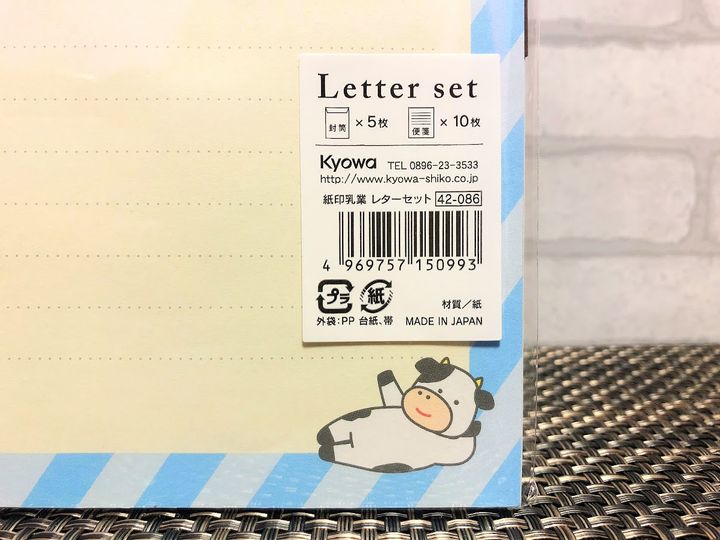 Letter set
封筒 × 5枚 便箋 × 10枚
Kyowa TEL 0896-23-3533
http://www.kyowa-shiko.co.jp
紙印乳業 レターセット 42-086
4 969757 150993
プラ 紙 材質／紙
外袋：PP 台紙、帯 MADE IN JAPAN